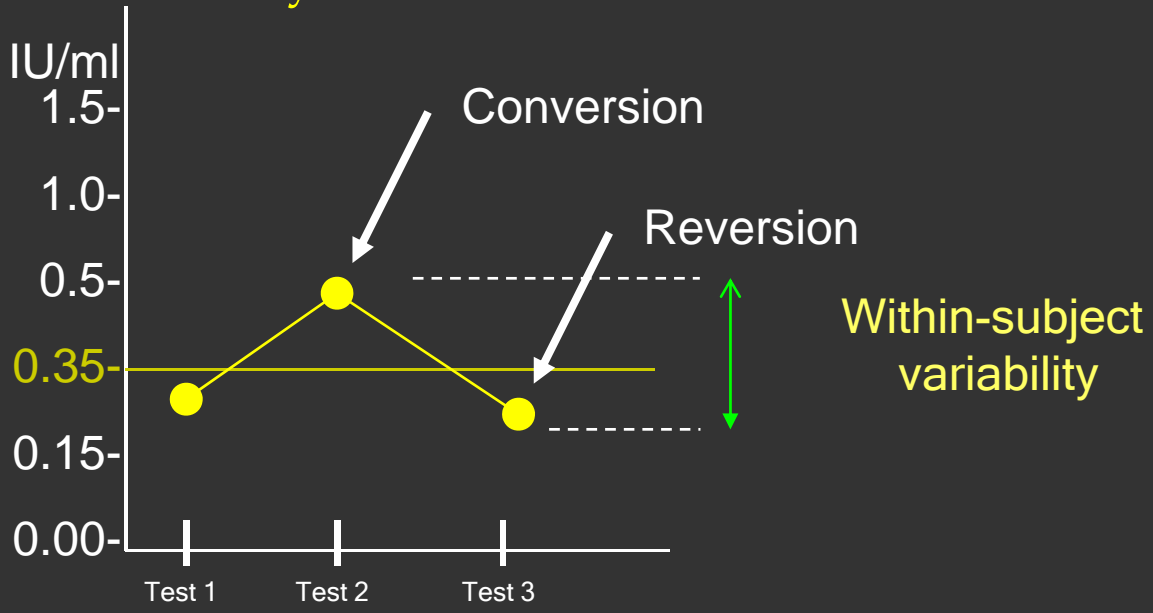 IU/ml
1.5-
1.0-
0.5-
0.35-
0.15-
0.00-
Conversion
Reversion
Within-subject
variability
Test 1
Test 2
Test 3